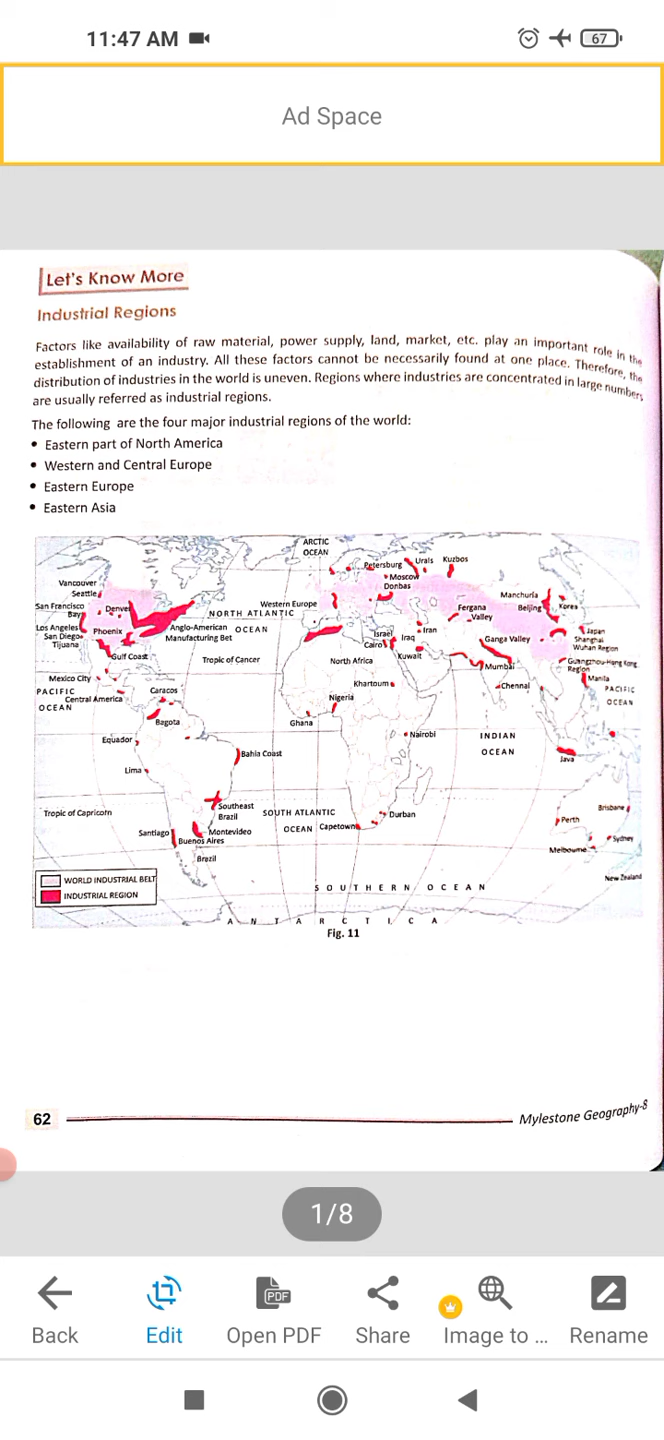 11:47 AM
67
Ad Space
Let's Know More
Industrial Regions
Factors like availability of raw material, power supply, land, market, etc. play an important role in the
establishment of an industry. All these factors cannot be necessarily found at one place. Therefore, the
distribution of industries in the world is uneven. Regions where industries are concentrated in large numbers
are usually referred as industrial regions.
The following are the four major industrial regions of the world:
• Eastern part of North America
• Western and Central Europe
• Eastern Europe
• Eastern Asia
ARCTIC
OCEAN
Petersburg
Urals
Kuzbos
Moscow
Donbas
Vancouver
Seattle
San Francisco
Bay
Denver
Western Europe
NORTH ATLANTIC
OCEAN
Manchuria
Beijing
Korea
Fergana
Valley
Los Angeles
San Diego
Tijuana
Phoenix
Anglo-American
Manufacturing Bet
Israel
Cairo
Iraq
Iran
Kuwait
Ganga Valley
Japan
Shanghai
Wuhan Region
Gulf Coast
Tropic of Cancer
North Africa
Mumbai
Guangzhou-Hang Kong
Region
Mexico City
PACIFIC
OCEAN
Central America
Caracos
Khartoum
Chennai
Manila
PACIFIC
OCEAN
Bagota
Ghana
Nigeria
Equador
Nairobi
INDIAN
OCEAN
Bahia Coast
Java
Lima
Tropic of Capricorn
Southeast
Brazil
SOUTH ATLANTIC
OCEAN
Capetown
Durban
Perth
Brisbane
Santiago
Montevideo
Buenos Aires
Brazil
Melbourne
Sydney
New Zealand
WORLD INDUSTRIAL BELT
INDUSTRIAL REGION
SOUTHERN OCEAN
ANTARCTICA
Fig. 11
62
Mylestone Geography-8
1/8
PDF
Back
Edit
Open PDF
Share
Image to ...
Rename